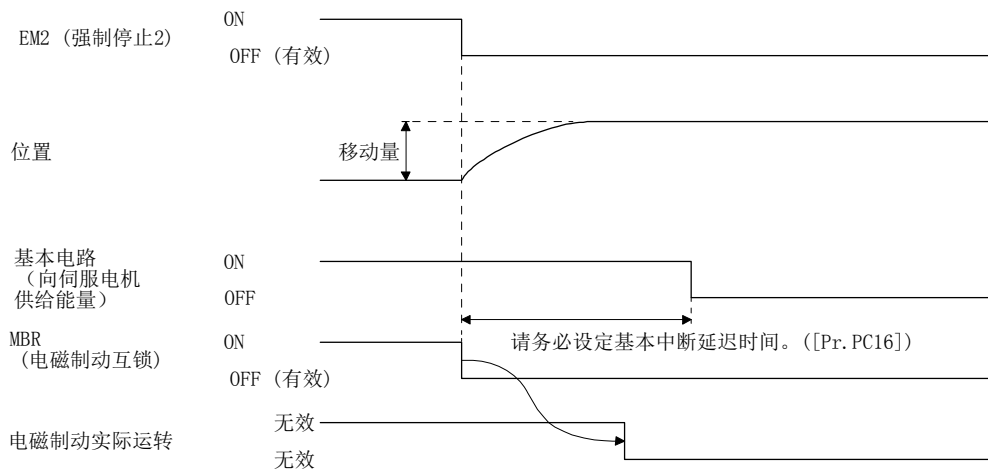 EM2 (强制停止2)
ON
OFF (有效)
位置
移动量
基本电路
（向伺服电机
供给能量）
ON
OFF
请务必设定基本中断延迟时间。([Pr.PC16])
MBR
(电磁制动互锁)
ON
OFF (有效)
电磁制动实际运转
无效
无效